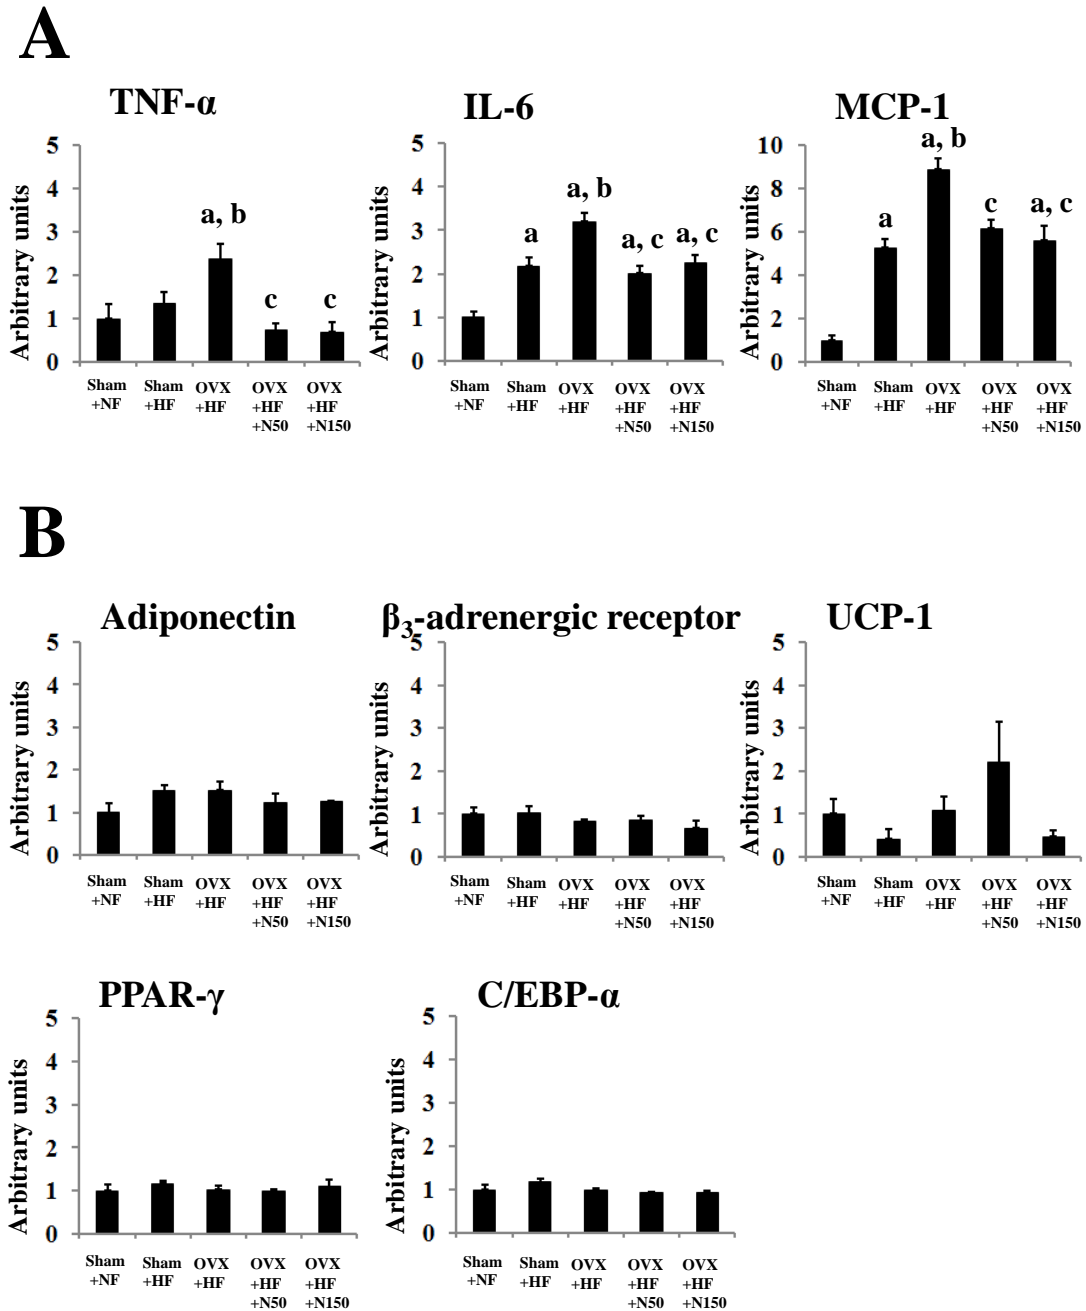 A
TNF-α
Arbitrary units
5
4
3
2
1
0
a, b
c
c
Sham +NF
Sham +HF
OVX +HF
OVX +HF +N50
OVX +HF +N150
IL-6
Arbitrary units
5
4
3
2
1
0
a
a, b
a, c
a, c
Sham +NF
Sham +HF
OVX +HF
OVX +HF +N50
OVX +HF +N150
MCP-1
Arbitrary units
10
8
6
4
2
0
a
a, b
c
a, c
Sham +NF
Sham +HF
OVX +HF
OVX +HF +N50
OVX +HF +N150
B
Adiponectin
Arbitrary units
5
4
3
2
1
0
Sham +NF
Sham +HF
OVX +HF
OVX +HF +N50
OVX +HF +N150
β3-adrenergic receptor
Arbitrary units
5
4
3
2
1
0
Sham +NF
Sham +HF
OVX +HF
OVX +HF +N50
OVX +HF +N150
UCP-1
Arbitrary units
5
4
3
2
1
0
Sham +NF
Sham +HF
OVX +HF
OVX +HF +N50
OVX +HF +N150
PPAR-γ
Arbitrary units
5
4
3
2
1
0
Sham +NF
Sham +HF
OVX +HF
OVX +HF +N50
OVX +HF +N150
C/EBP-α
Arbitrary units
5
4
3
2
1
0
Sham +NF
Sham +HF
OVX +HF
OVX +HF +N50
OVX +HF +N150